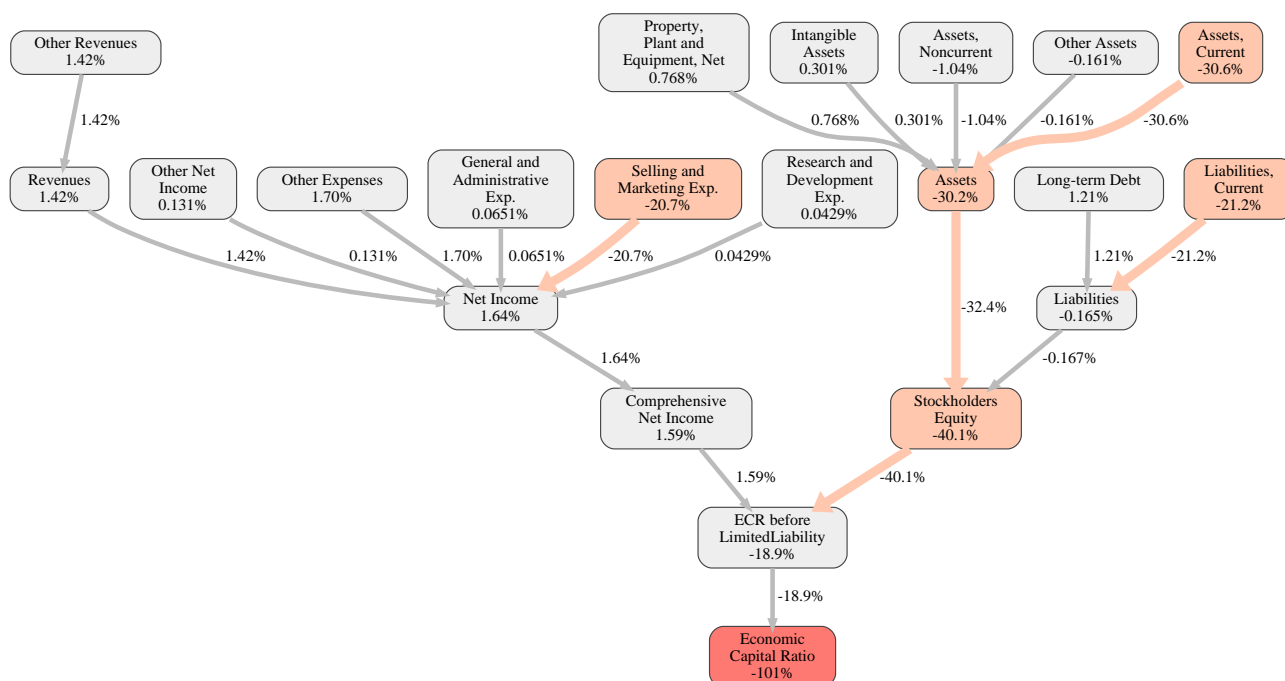 Other Revenues
1.42%
Property,
Plant and
Equipment, Net
0.768%
Intangible
Assets
0.301%
Assets,
Noncurrent
-1.04%
Other Assets
-0.161%
Assets,
Current
-30.6%
1.42%
0.768%
0.301%
-1.04%
-0.161%
-30.6%
Revenues
1.42%
Other Net
Income
0.131%
Other Expenses
1.70%
General and
Administrative
Exp.
0.0651%
Selling and
Marketing Exp.
-20.7%
Research and
Development
Exp.
0.0429%
Assets
-30.2%
Long-term Debt
1.21%
Liabilities,
Current
-21.2%
1.42%
0.131%
1.70%
0.0651%
-20.7%
0.0429%
1.21%
-21.2%
Net Income
1.64%
-32.4%
Liabilities
-0.165%
1.64%
-0.167%
Comprehensive
Net Income
1.59%
Stockholders
Equity
-40.1%
1.59%
-40.1%
ECR before
LimitedLiability
-18.9%
-18.9%
Economic
Capital Ratio
-101%